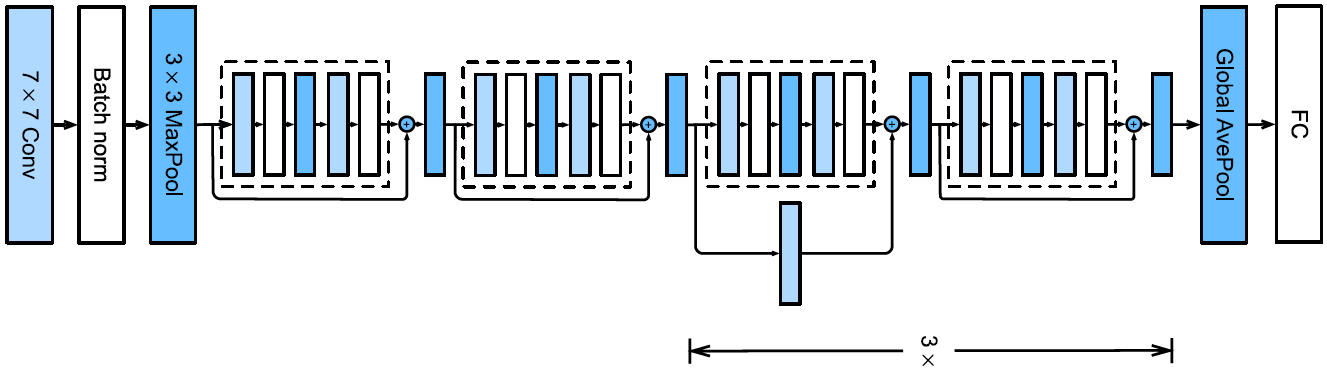 7 × 7 Conv
Batch norm
3 × 3 MaxPool
+
+
+
+
Global AvePool
FC
3 ×